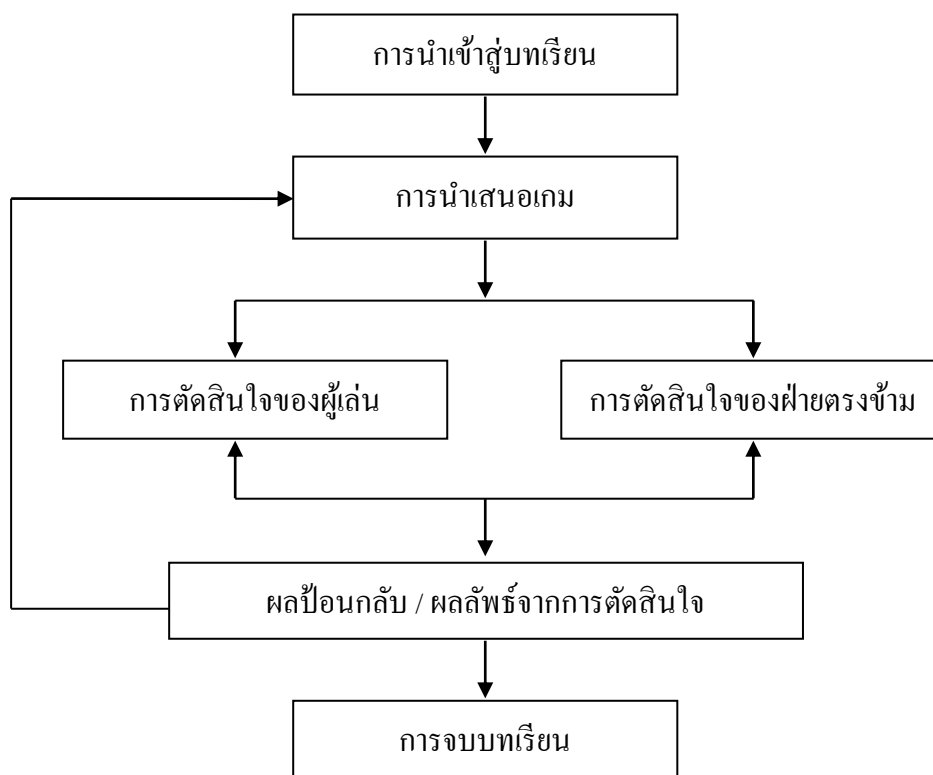 การนำเข้าสู่บทเรียน
การนำเสนอเกม
การตัดสินใจของผู้เล่น
การตัดสินใจของฝ่ายตรงข้าม
ผลป้อนกลับ / ผลลัพธ์จากการตัดสินใจ
การจบบทเรียน